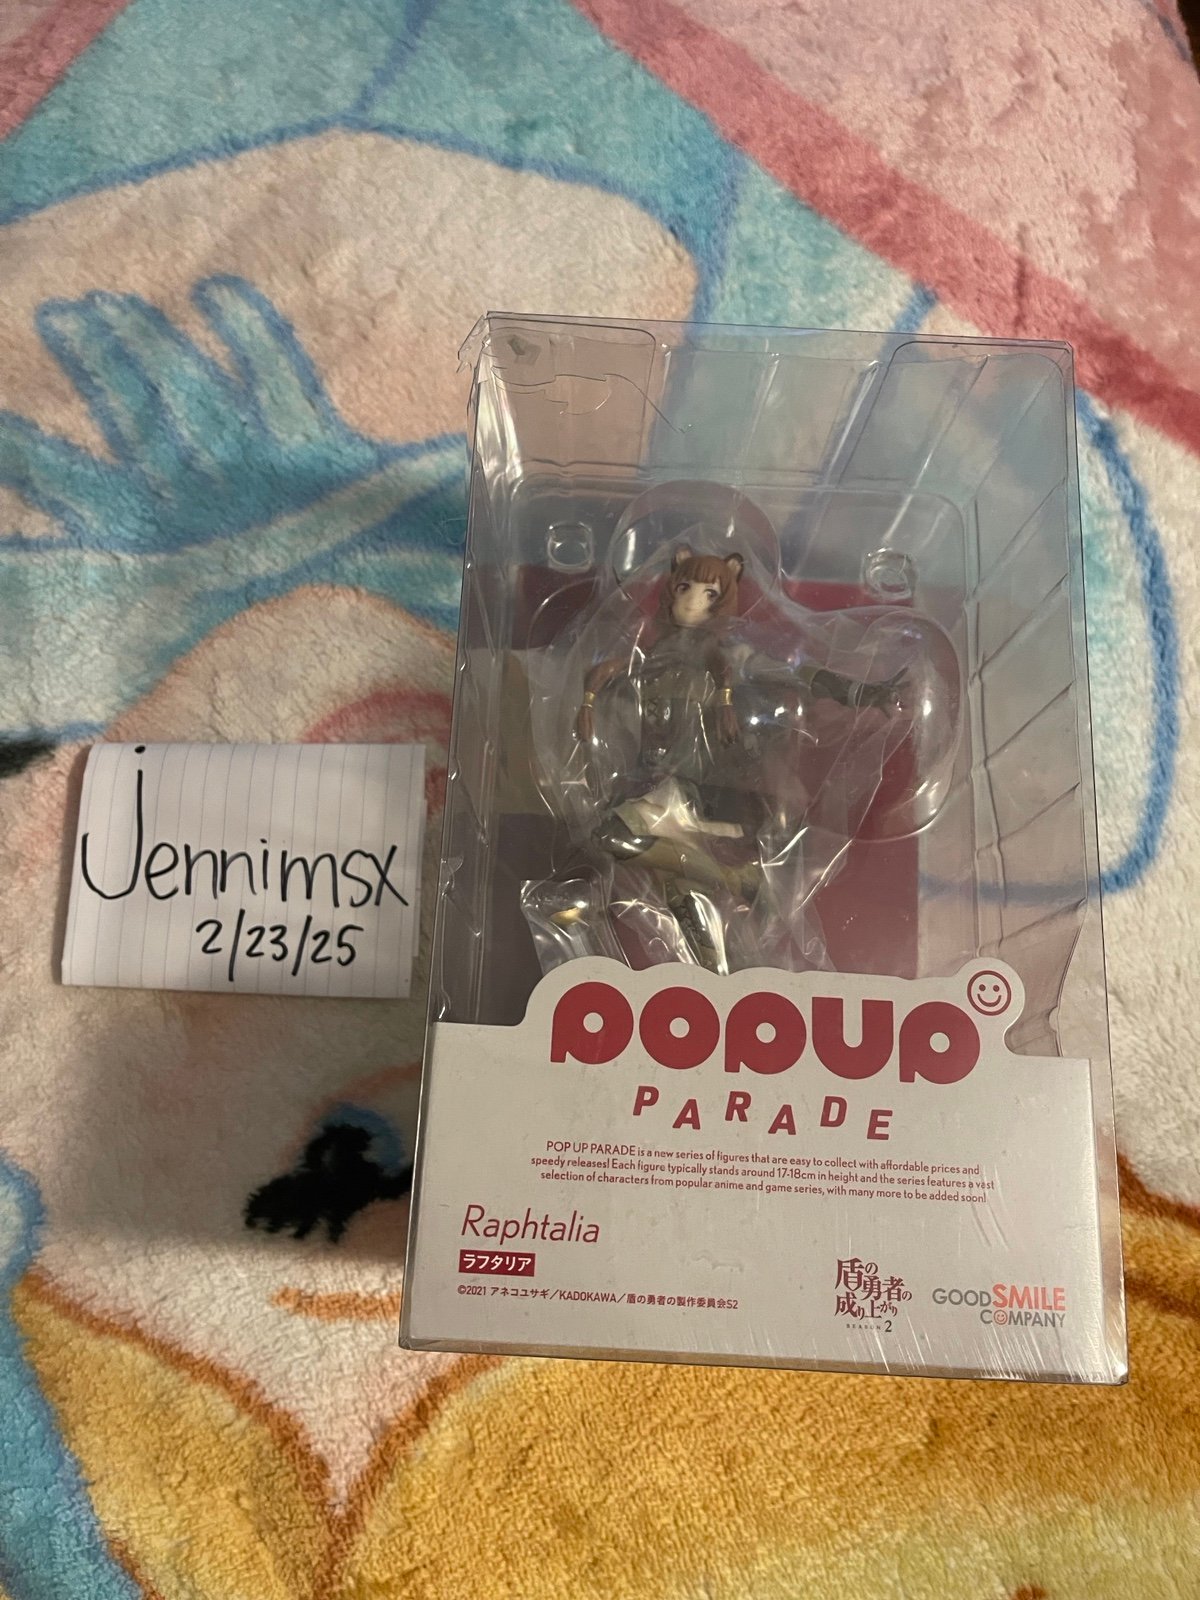 jennimsx
2/23/25
POPUP
PARADE
POP UP PARADE is a new series of figures that are easy to collect with affordable prices and
speedy releases! Each figure typically stands around 17-18cm in height and the series features a vast
selection of characters from popular anime and game series, with many more to be added soon!
Raphtalia
ラフタリア
©2021 アネコユサギ／KADOKAWA／盾の勇者の製作委員会S2
盾の勇者の
成り上がり
SEASON 2
GOOD SMILE
COMPANY